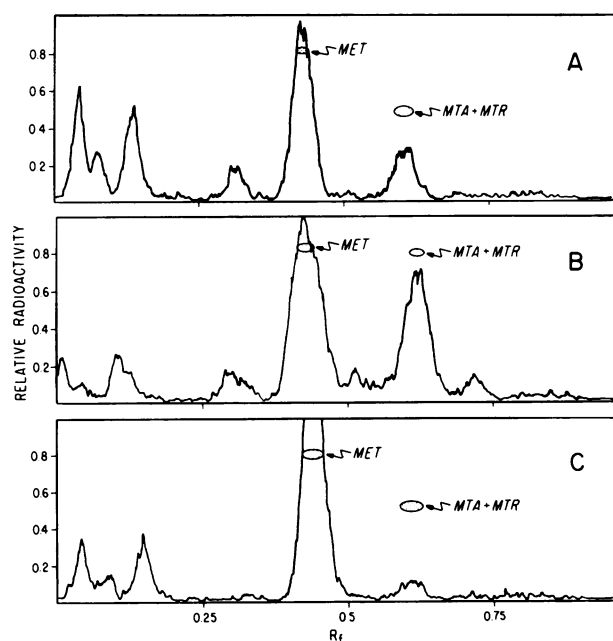 0.8
0.6
0.4
0.2
MET
MTA + MTR
A
0.8
0.6
0.4
0.2
MET
MTA + MTR
B
0.8
0.6
0.4
0.2
MET
MTA + MTR
C
RELATIVE RADIOACTIVITY
0.25
0.5
0.75
Rf